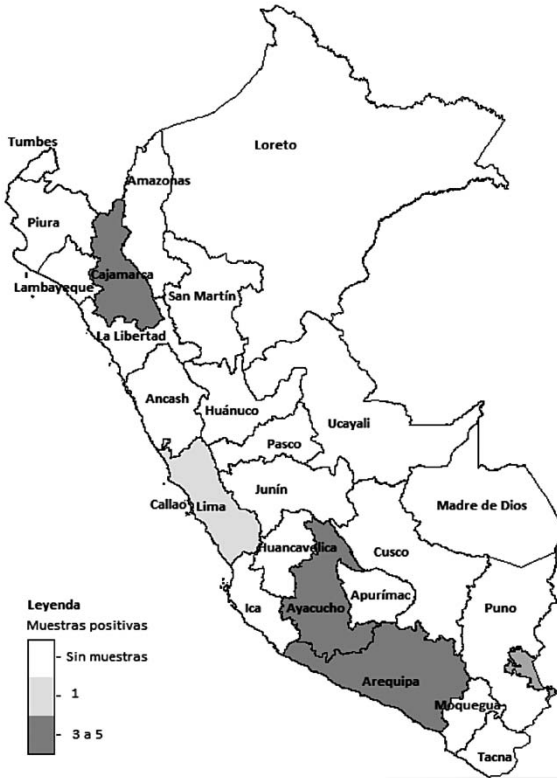 Tumbes
Loreto
Amazonas
Piura
Cajamarca
Lambayeque
San Martín
La Libertad
Ancash
Huánuco
Ucayali
Pasco
Junín
Callao
Lima
Madre de Dios
Huancavelica
Cusco
Ica
Ayacucho
Apurímac
Puno
Arequipa
Moquegua
Tacna
Leyenda
Muestras positivas
Sin muestras
1
3 a 5